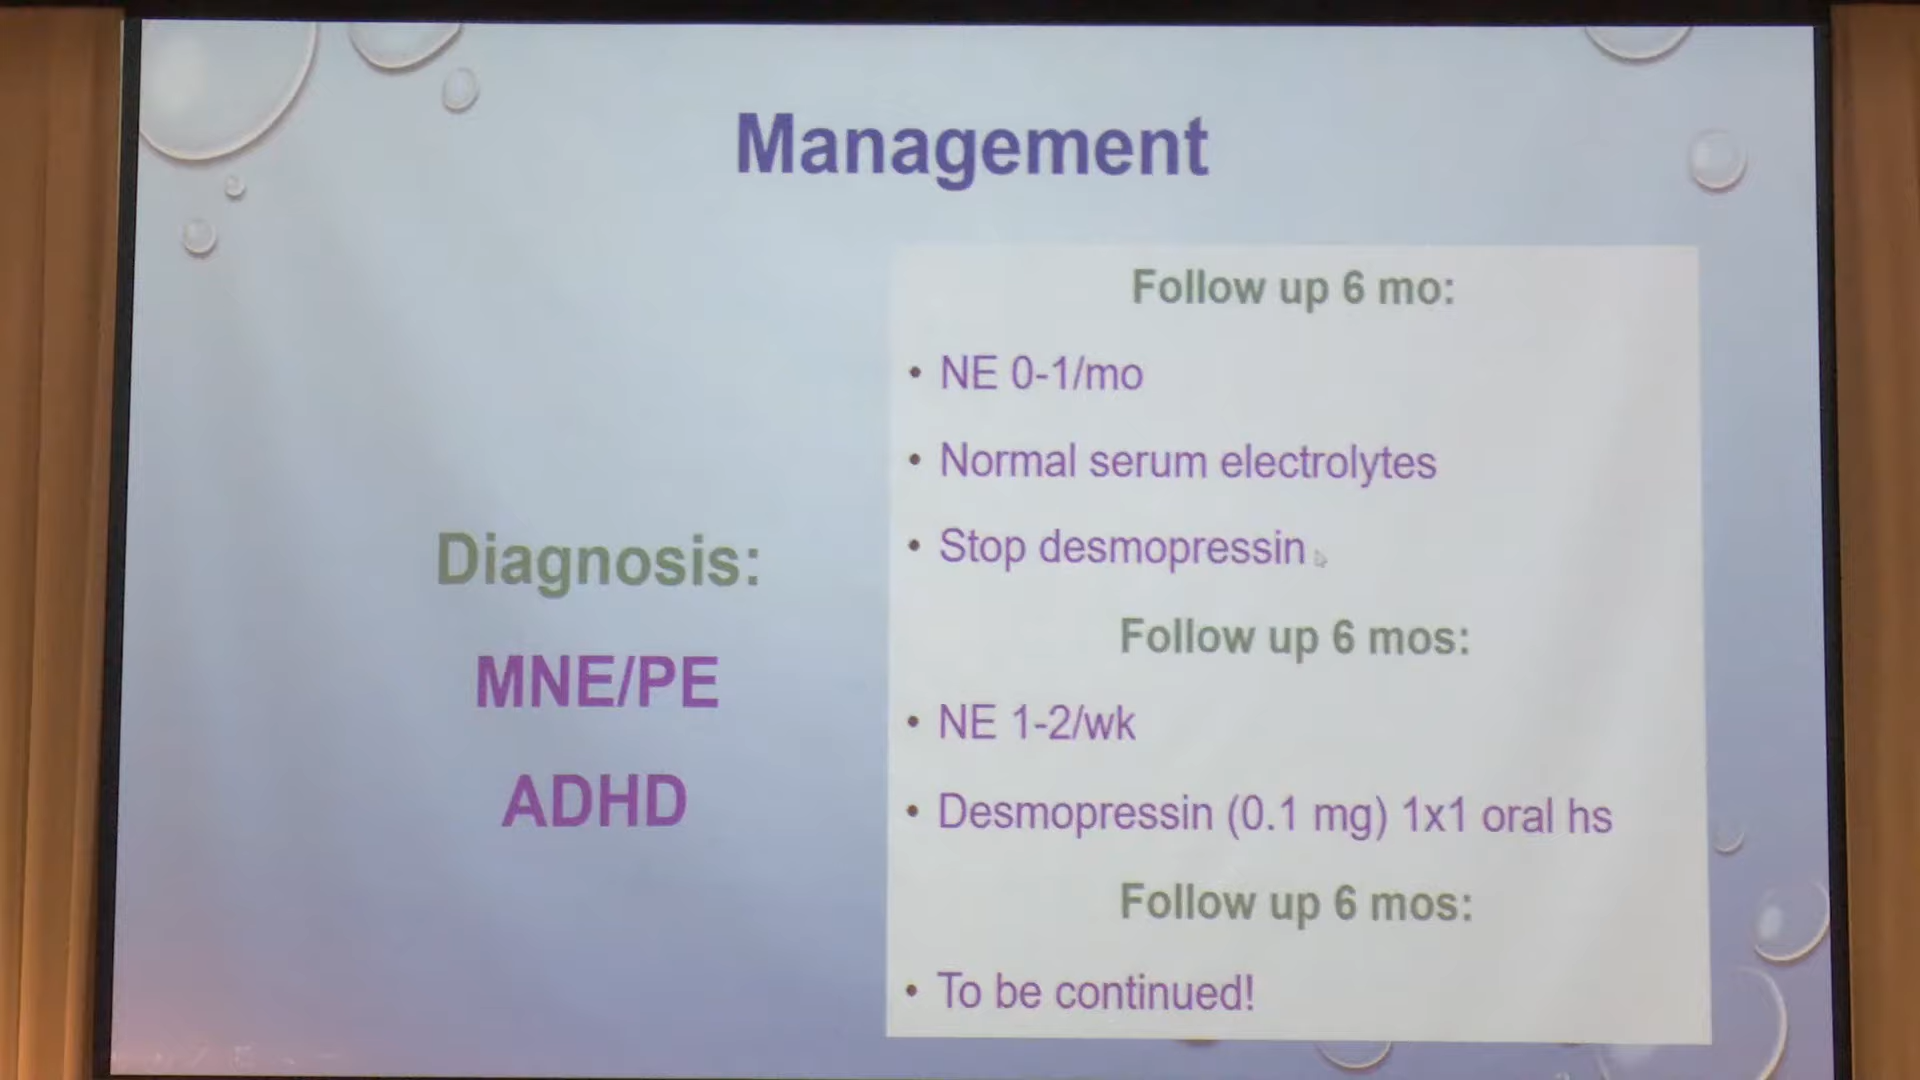 Management
Diagnosis:
MNE/PE
ADHD
Follow up 6 mo:
• NE 0-1/mo
• Normal serum electrolytes
• Stop desmopressin
Follow up 6 mos:
• NE 1-2/wk
• Desmopressin (0.1 mg) 1x1 oral hs
Follow up 6 mos:
• To be continued!